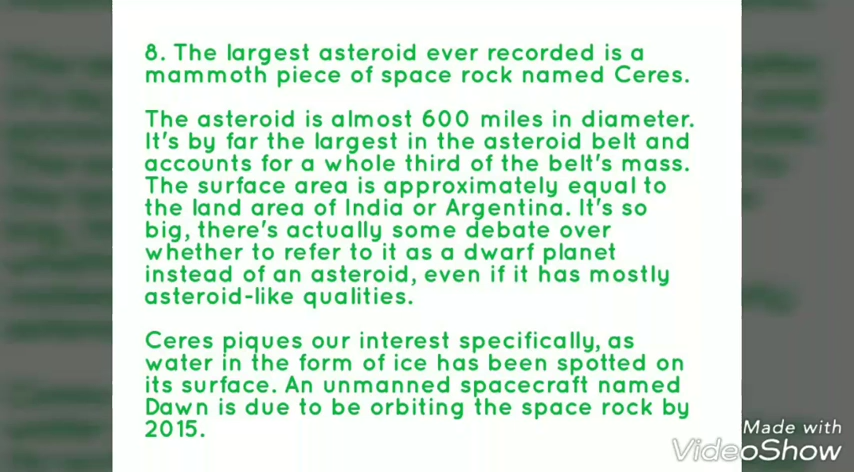 8. The largest asteroid ever recorded is a
mammoth piece of space rock named Ceres.
The asteroid is almost 600 miles in diameter.
It's by far the largest in the asteroid belt and
accounts for a whole third of the belt's mass.
The surface area is approximately equal to
the land area of India or Argentina. It's so
big, there's actually some debate over
whether to refer to it as a dwarf planet
instead of an asteroid, even if it has mostly
asteroid-like qualities.
Ceres piques our interest specifically, as
water in the form of ice has been spotted on
its surface. An unmanned spacecraft named
Dawn is due to be orbiting the space rock by
2015.
Made with
VideoShow